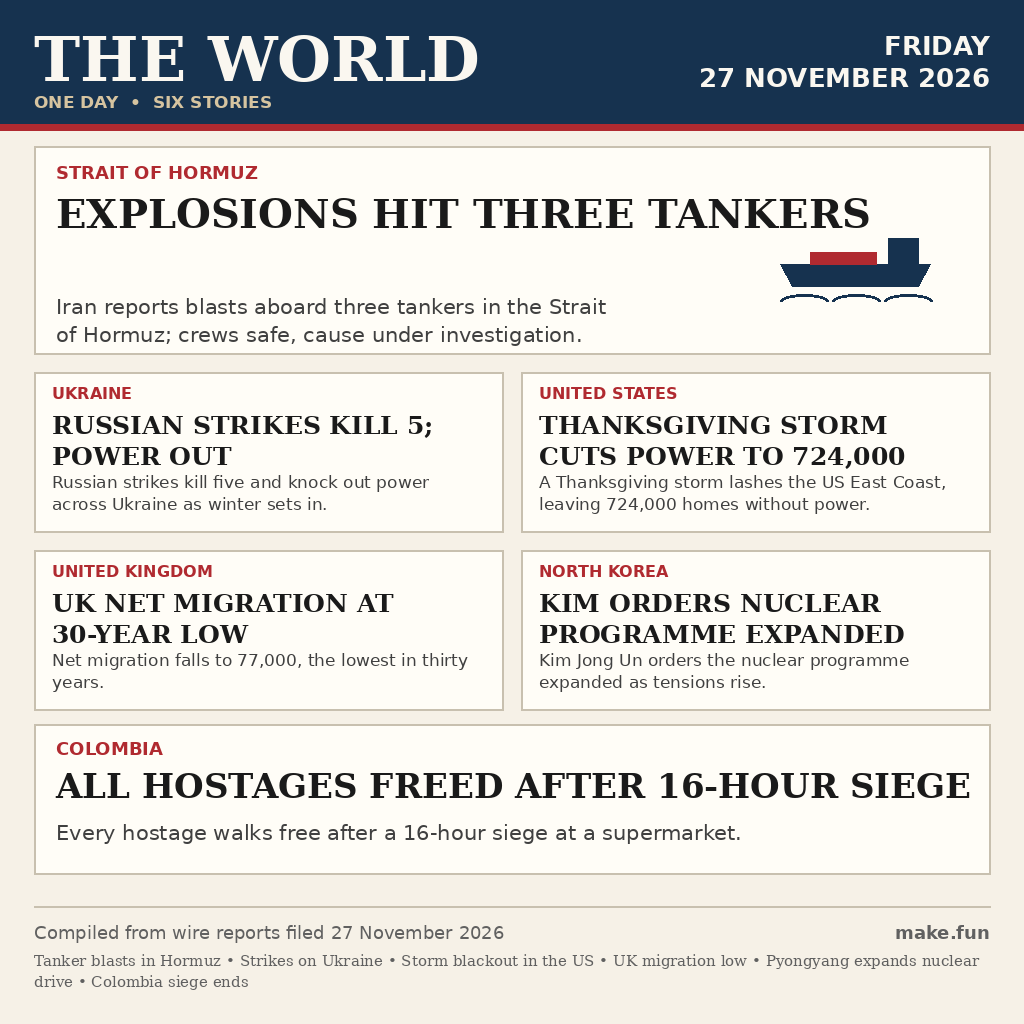 THE WORLD
ONE DAY • SIX STORIES
FRIDAY
27 NOVEMBER 2026
STRAIT OF HORMUZ
EXPLOSIONS HIT THREE TANKERS
Iran reports blasts aboard three tankers in the Strait
of Hormuz; crews safe, cause under investigation.
UKRAINE
RUSSIAN STRIKES KILL 5;
POWER OUT
Russian strikes kill five and knock out power
across Ukraine as winter sets in.
UNITED STATES
THANKSGIVING STORM
CUTS POWER TO 724,000
A Thanksgiving storm lashes the US East Coast,
leaving 724,000 homes without power.
UNITED KINGDOM
UK NET MIGRATION AT
30-YEAR LOW
Net migration falls to 77,000, the lowest in thirty
years.
NORTH KOREA
KIM ORDERS NUCLEAR
PROGRAMME EXPANDED
Kim Jong Un orders the nuclear programme
expanded as tensions rise.
COLOMBIA
ALL HOSTAGES FREED AFTER 16-HOUR SIEGE
Every hostage walks free after a 16-hour siege at a supermarket.
Compiled from wire reports filed 27 November 2026
make.fun
Tanker blasts in Hormuz • Strikes on Ukraine • Storm blackout in the US • UK migration low • Pyongyang expands nuclear
drive • Colombia siege ends